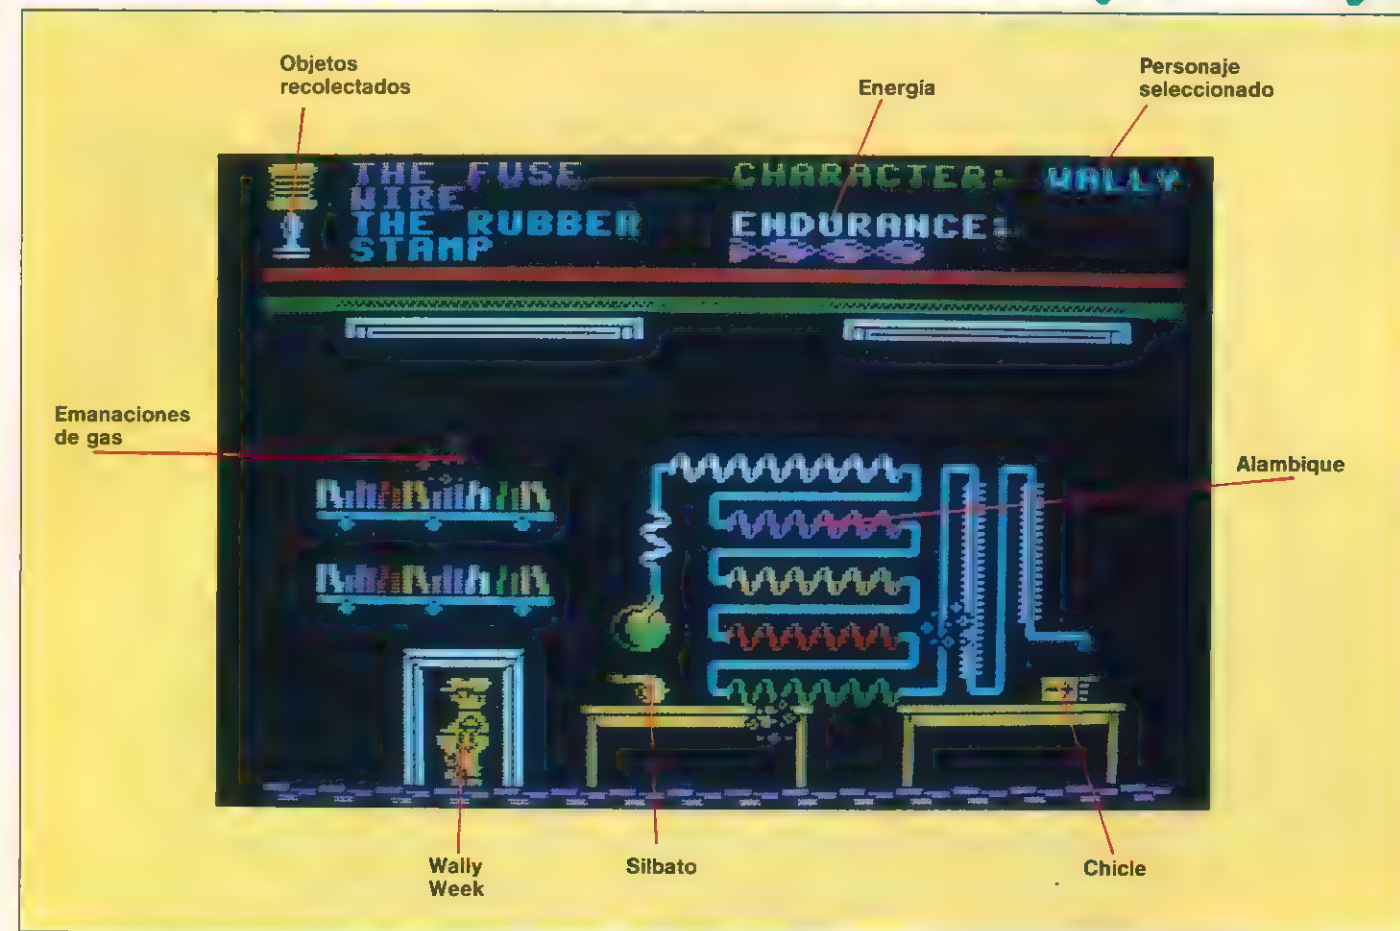 Objetos
recolectados
Energía
Personaje
seleccionado
THE FUSE
WIRE
THE RUBBER
STAMP
CHARACTER:
WALLY
ENDURANCE:
Emanaciones
de gas
Alambique
Wally
Week
Silbato
Chicle